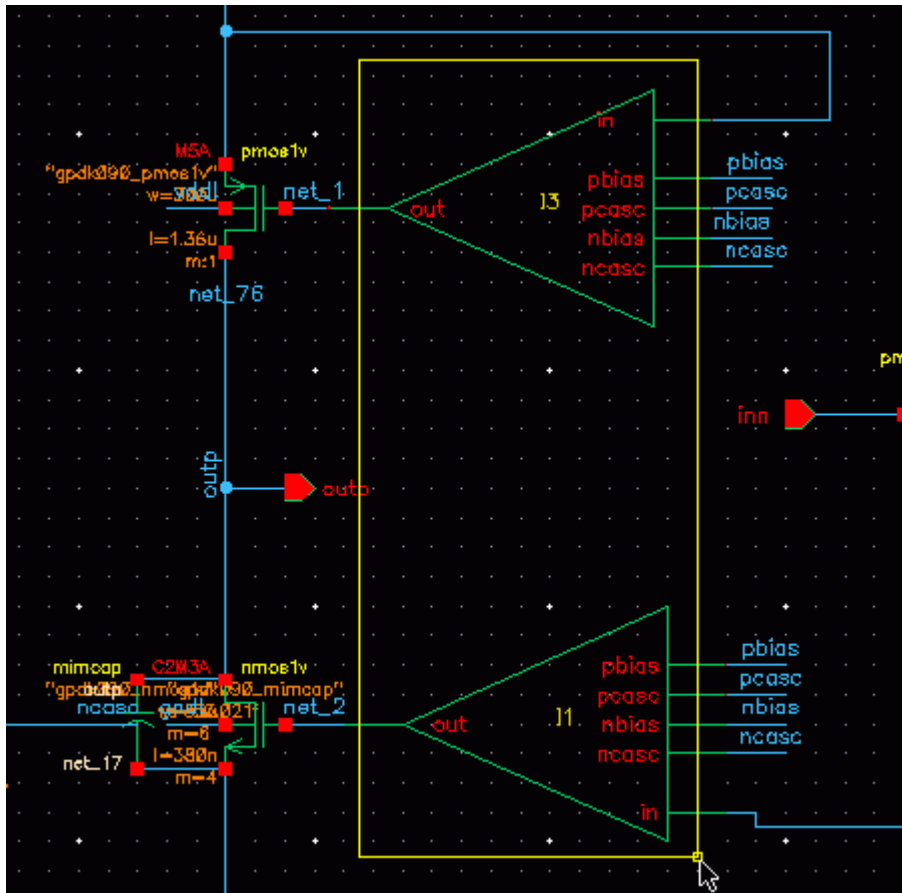 in
M5A pmos1v
"gpdk090_pmos1v"
pbias
pbias
net_1
out
I3
pcasc
pcasc
nbias
nbias
l=1.36u
m:1
ncasc
ncasc
net_76
inn
outp
mimcap C2M3A nmos1v
pbias
pbias
pcasc
pcasc
net_2
out
I1
nbias
nbias
ncasc
m=6
l=380n
ncasc
ncasc
net_17
m=4
in